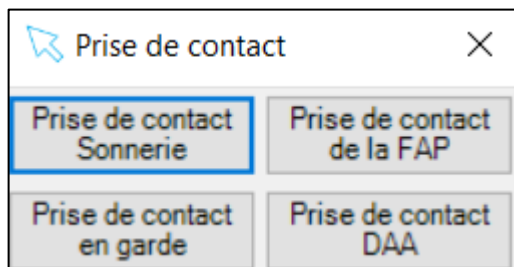 Prise de contact
Prise de contact
Sonnerie
Prise de contact
de la FAP
Prise de contact
en garde
Prise de contact
DAA